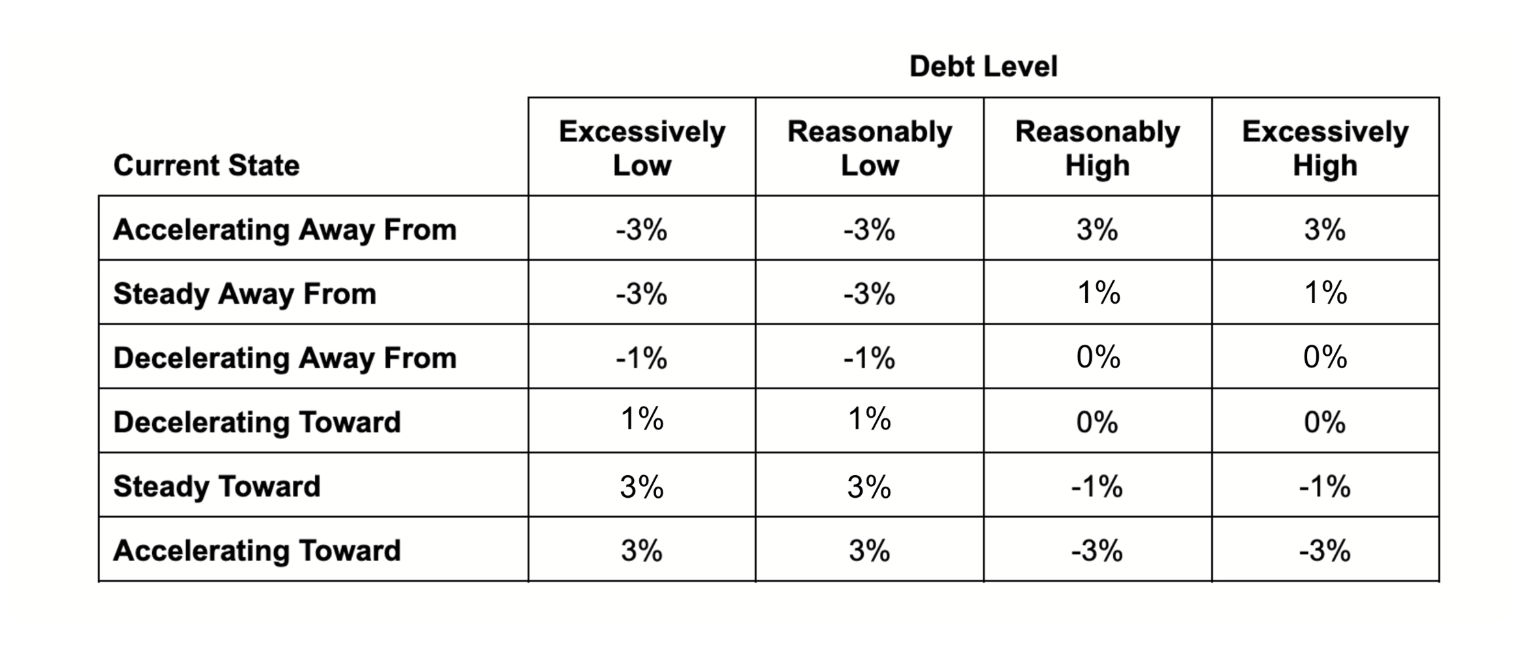 Debt Level
Current State
Excessively Low
Reasonably Low
Reasonably High
Excessively High
Accelerating Away From -3% -3% 3% 3%
Steady Away From -3% -3% 1% 1%
Decelerating Away From -1% -1% 0% 0%
Decelerating Toward 1% 1% 0% 0%
Steady Toward 3% 3% -1% -1%
Accelerating Toward 3% 3% -3% -3%